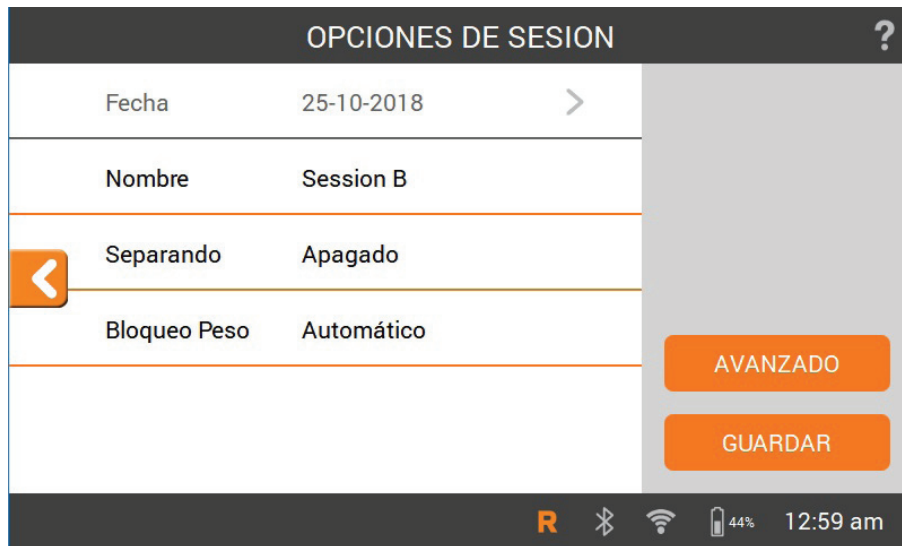 OPCIONES DE SESION ?
Fecha 25-10-2018
Nombre Session B
Separando Apagado
Bloqueo Peso Automático
AVANZADO
GUARDAR
R 44% 12:59 am